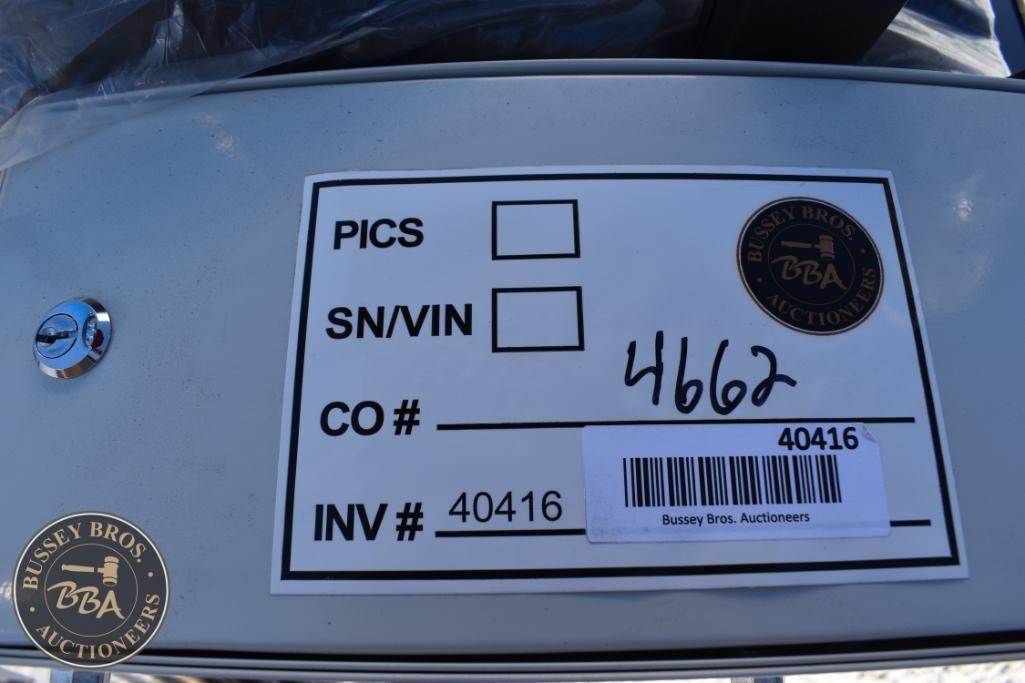 PICS
BUSSEY BROS.
BBA
AUCTIONEERS
SN/VIN
4662
CO #
40416
INV # 40416
Bussey Bros. Auctioneers
BUSSEY BROS.
BBA
AUCTIONEERS